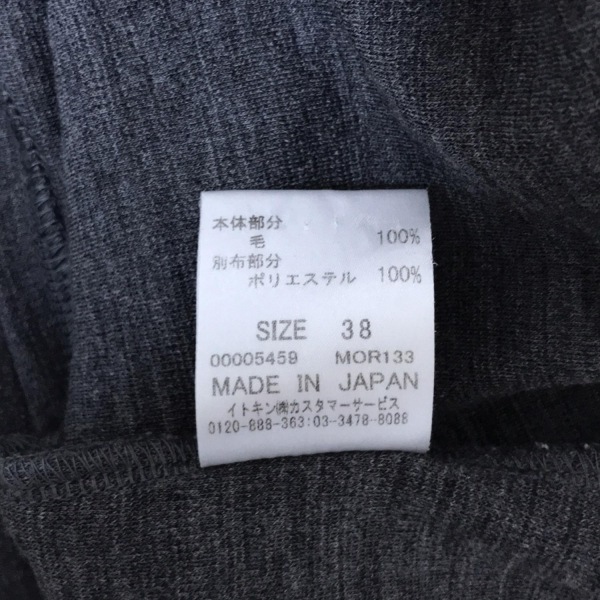 本体部分
毛 100%
別布部分
ポリエステル 100%
SIZE 38
00005459 MOR133
MADE IN JAPAN
イトキン㈱カスタマーサービス
0120-888-363:03-3478-8088